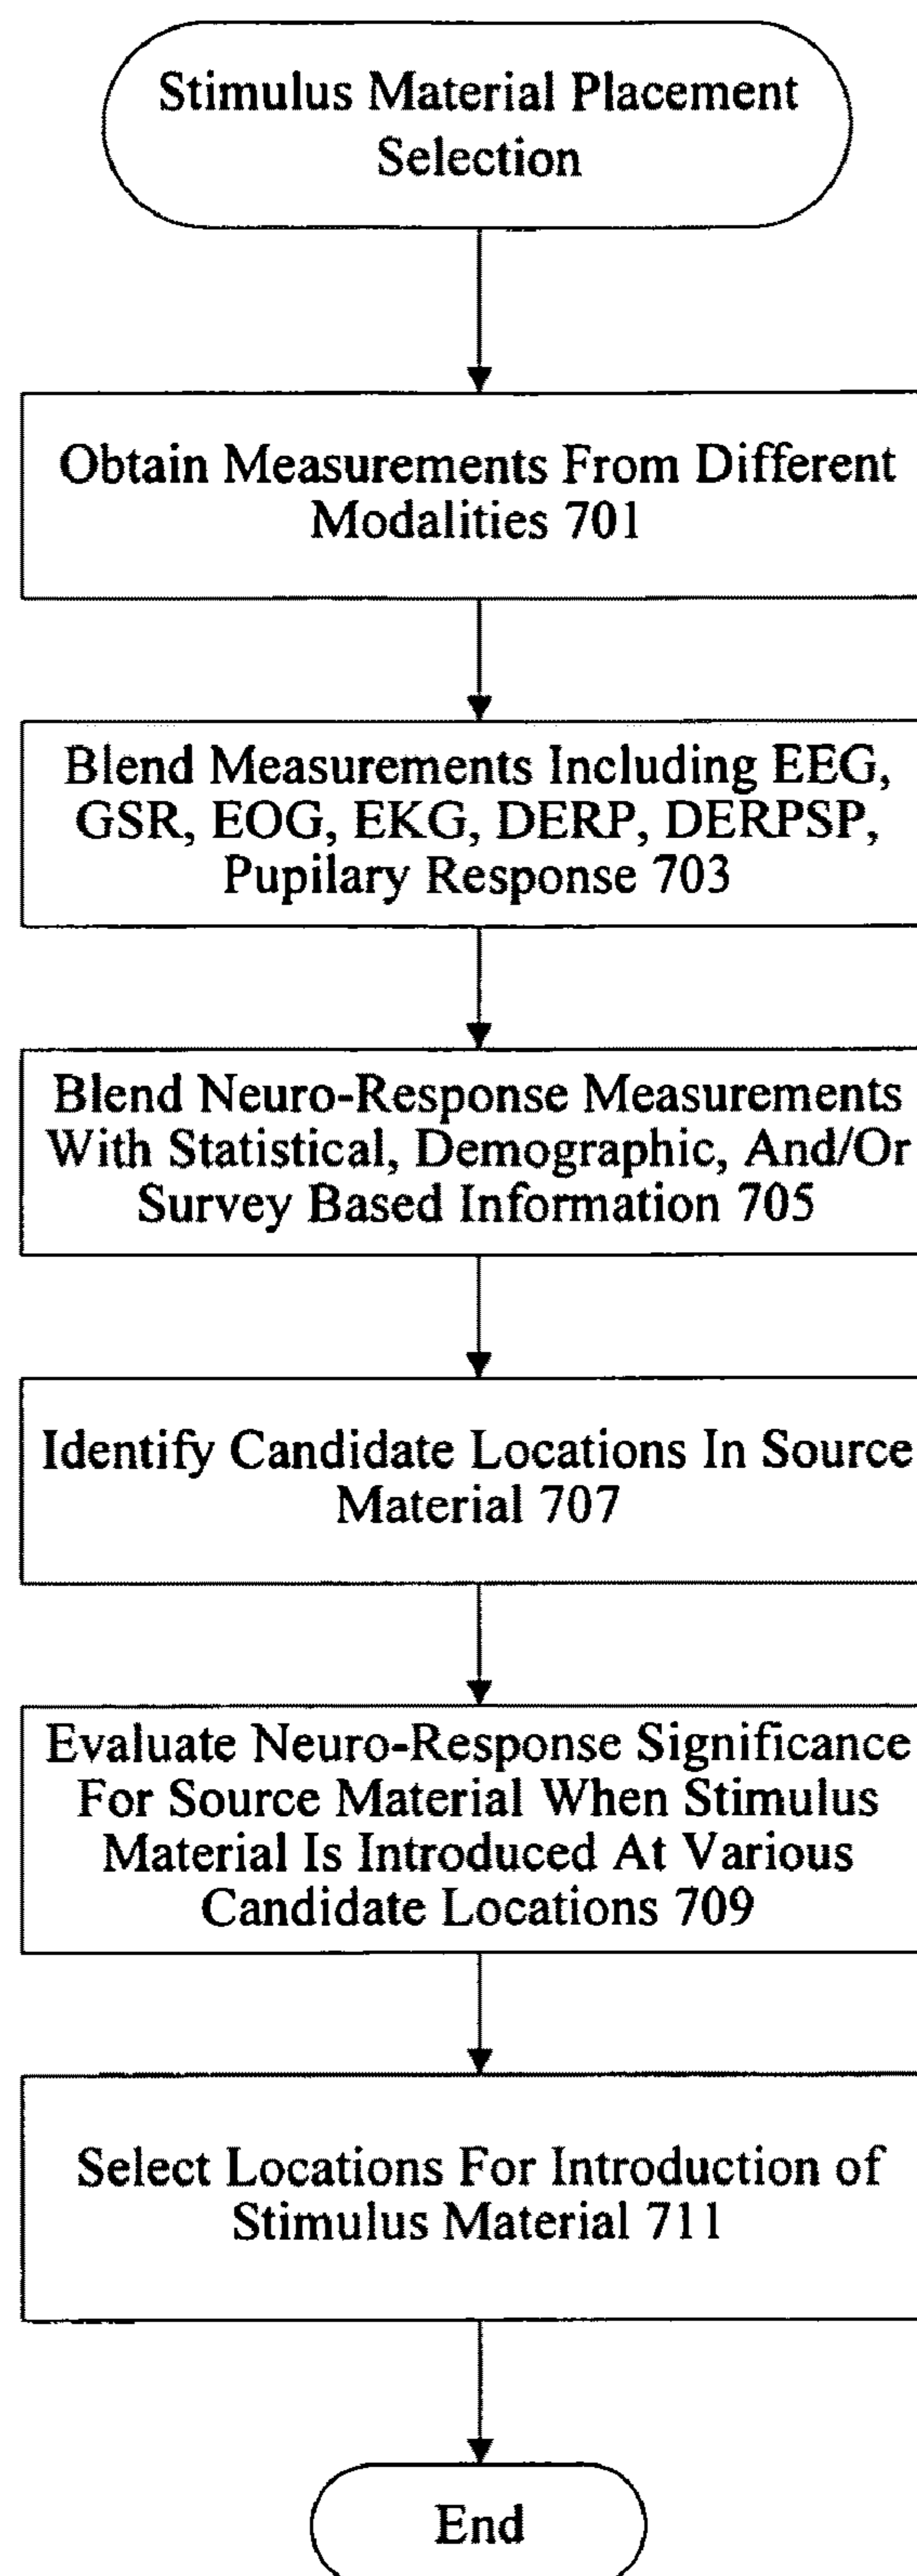 Stimulus Material Placement
Selection
Obtain Measurements From Different
Modalities 701
Blend Measurements Including EEG,
GSR, EOG, EKG, DERP, DERPSP,
Pupilary Response 703
Blend Neuro-Response Measurements
With Statistical, Demographic, And/Or
Survey Based Information 705
Identify Candidate Locations In Source
Material 707
Evaluate Neuro-Response Significance
For Source Material When Stimulus
Material Is Introduced At Various
Candidate Locations 709
Select Locations For Introduction of
Stimulus Material 711
End